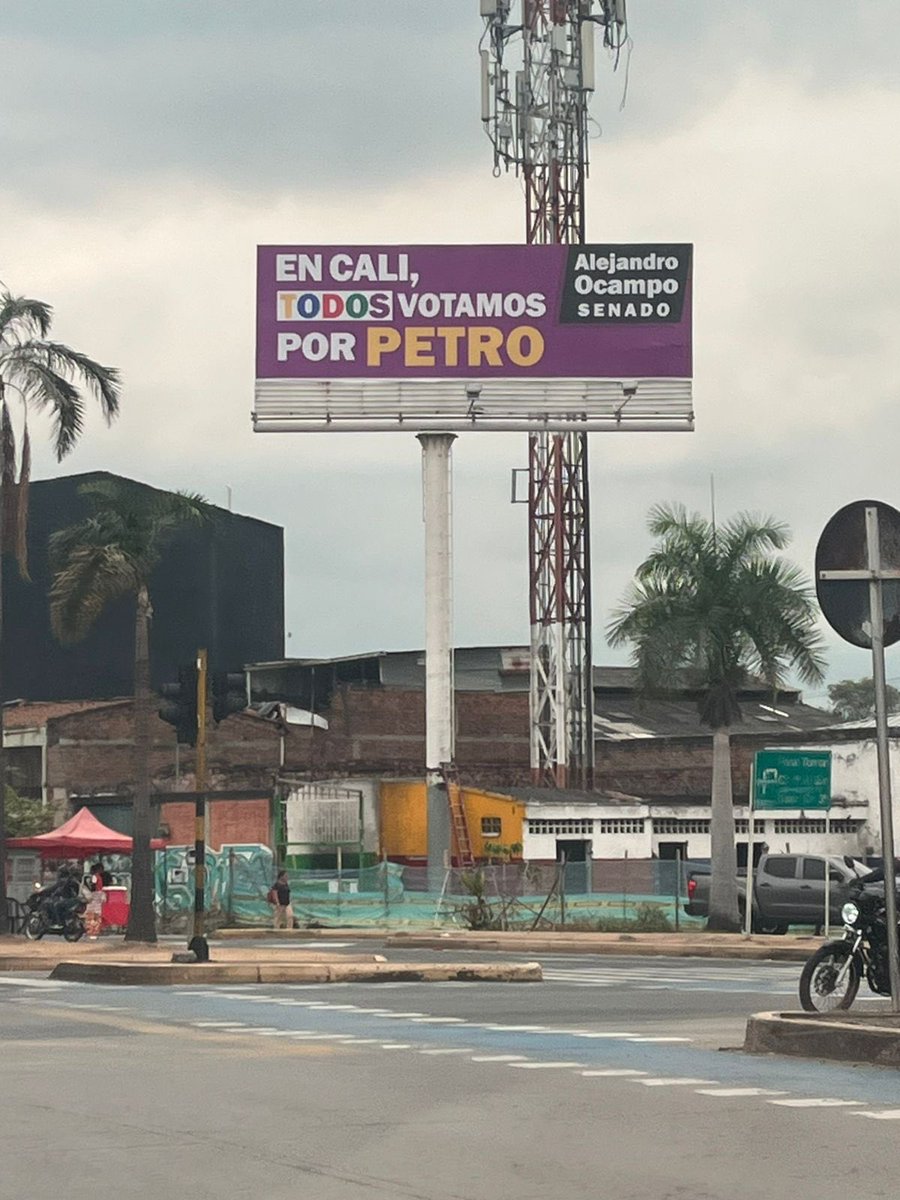 EN CALI,
TODOS VOTAMOS
POR PETRO
Alejandro
Ocampo
SENADO